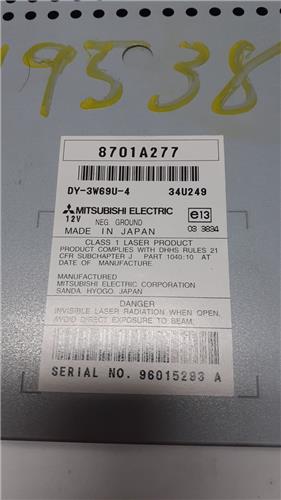 19538
8701A277
DY-3W69U-4 34U249
MITSUBISHI ELECTRIC e13
12V NEG. GROUND 03 3634
MADE IN JAPAN
CLASS 1 LASER PRODUCT
PRODUCT COMPLIES WITH DHHS RULES 21
CFR SUBCHAPTER J PART 1040:10 AT
DATE OF MANUFACTURE
MANUFACTURED
MITSUBISHI ELECTRIC CORPORATION
SANDA, HYOGO, JAPAN
DANGER
INVISIBLE LASER RADIATION WHEN OPEN.
AVOID DIRECT EXPOSURE TO BEAM.
SERIAL NO. 96015293 A